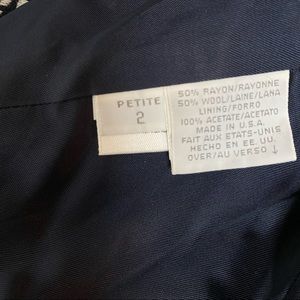 PETITE
2
50% RAYON/RAYONNE
50% WOOL/LAINE/LANA
LINING/FORRO
100% ACETATE/ACETATO
MADE IN U.S.A.
FAIT AUX ETATS-UNIS
HECHO EN EE.UU.
OVER/AU VERSO ↓